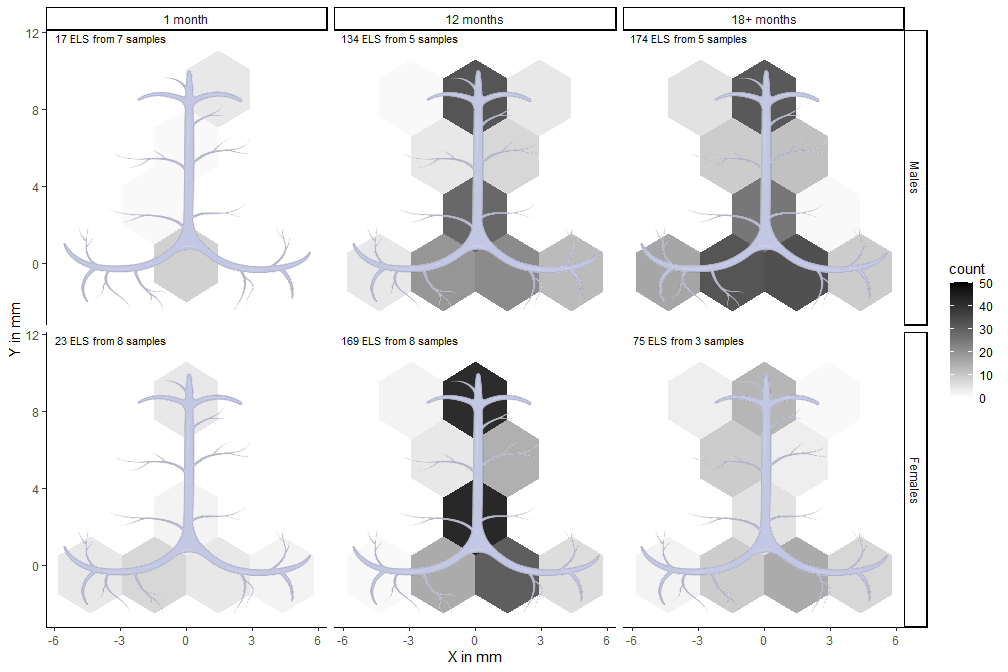 1 month
12 months
18+ months
17 ELS from 7 samples
134 ELS from 5 samples
174 ELS from 5 samples
12
8
4
0
Males
23 ELS from 8 samples
169 ELS from 8 samples
75 ELS from 3 samples
12
8
4
0
Females
Y in mm
-6 -3 0 3 6
-6 -3 0 3 6
-6 -3 0 3 6
X in mm
count
50
40
30
20
10
0